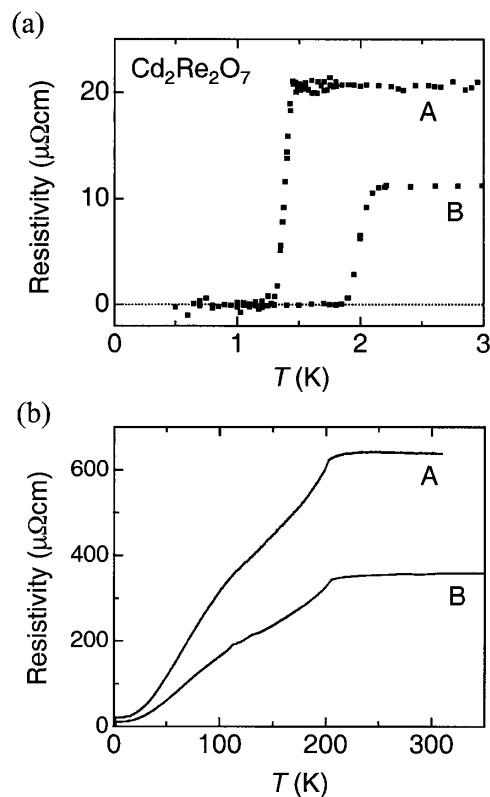 (a)
Cd₂Re₂O₇
20
10
0
A
B
Resistivity (μΩcm)
0 1 2 3
T (K)
(b)
600
400
200
0
A
B
Resistivity (μΩcm)
0 100 200 300
T (K)